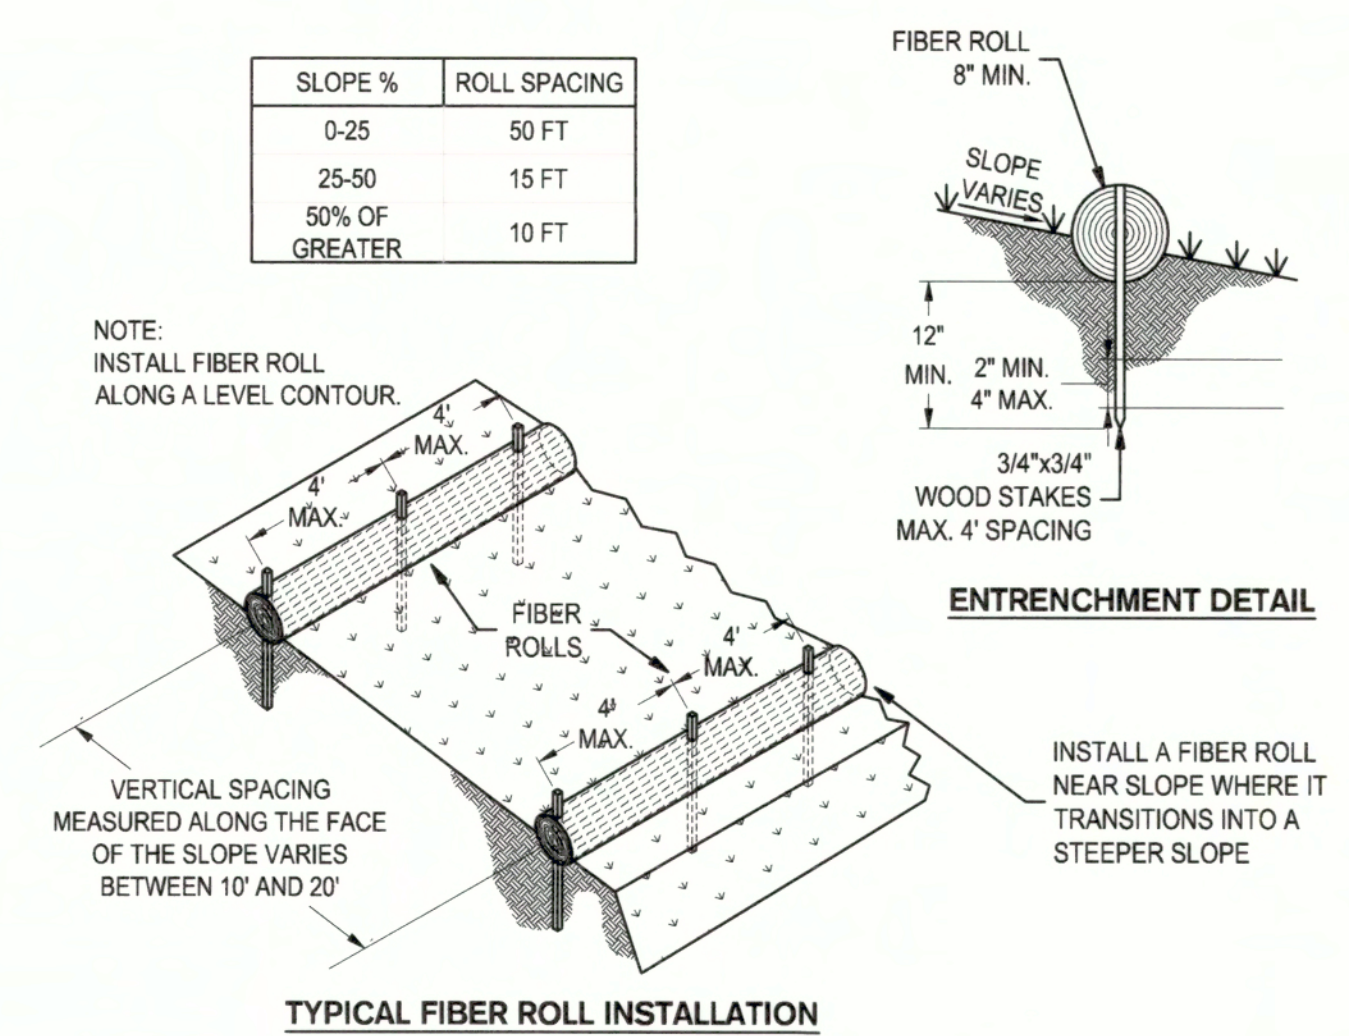 SLOPE % ROLL SPACING
0-25 50 FT
25-50 15 FT
50% OF
GREATER 10 FT
NOTE:
INSTALL FIBER ROLL
ALONG A LEVEL CONTOUR.
FIBER ROLL
8" MIN.
SLOPE
VARIES
12"
MIN.
2" MIN.
4" MAX.
3/4"x3/4"
WOOD STAKES
MAX. 4' SPACING
ENTRENCHMENT DETAIL
4'
MAX.
4'
MAX.
FIBER
ROLLS
4'
MAX.
4'
MAX.
VERTICAL SPACING
MEASURED ALONG THE FACE
OF THE SLOPE VARIES
BETWEEN 10' AND 20'
INSTALL A FIBER ROLL
NEAR SLOPE WHERE IT
TRANSITIONS INTO A
STEEPER SLOPE
TYPICAL FIBER ROLL INSTALLATION